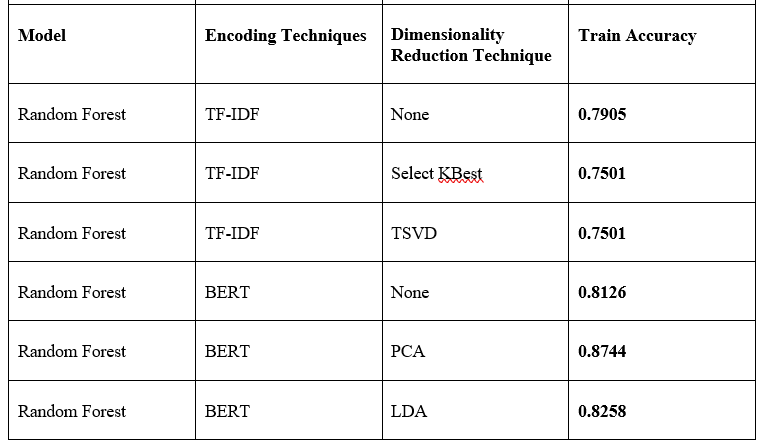 Model Encoding Techniques Dimensionality Reduction Technique Train Accuracy
Random Forest TF-IDF None 0.7905
Random Forest TF-IDF Select KBest 0.7501
Random Forest TF-IDF TSVD 0.7501
Random Forest BERT None 0.8126
Random Forest BERT PCA 0.8744
Random Forest BERT LDA 0.8258